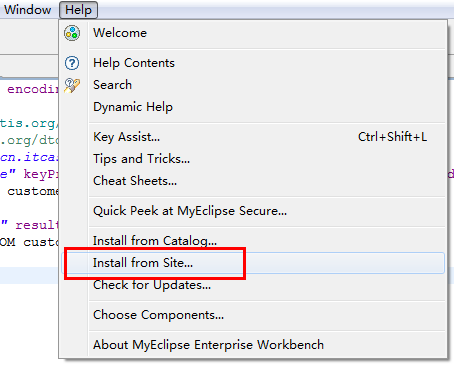 Window Help
Welcome
encodin
Help Contents
Search
tis.org/
Dynamic Help
.org/dto
cn.itcas
Key Assist... Ctrl+Shift+L
e" keyPr
Tips and Tricks...
custome
Cheat Sheets...
" result
Quick Peek at MyEclipse Secure...
OM custo
Install from Catalog...
Install from Site...
Check for Updates...
Choose Components...
About MyEclipse Enterprise Workbench